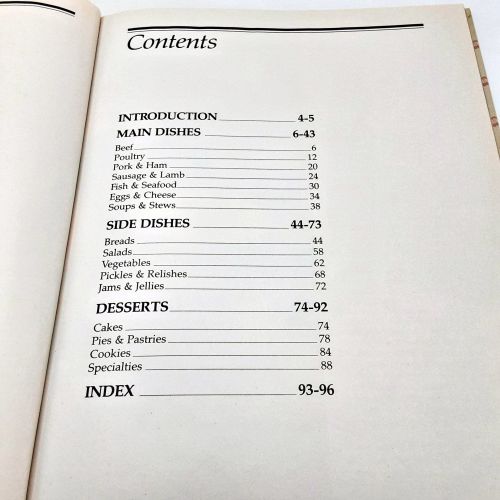 Contents
INTRODUCTION 4-5
MAIN DISHES 6-43
Beef 6
Poultry 12
Pork & Ham 20
Sausage & Lamb 24
Fish & Seafood 30
Eggs & Cheese 34
Soups & Stews 38
SIDE DISHES 44-73
Breads 44
Salads 58
Vegetables 62
Pickles & Relishes 68
Jams & Jellies 72
DESSERTS 74-92
Cakes 74
Pies & Pastries 78
Cookies 84
Specialties 88
INDEX 93-96